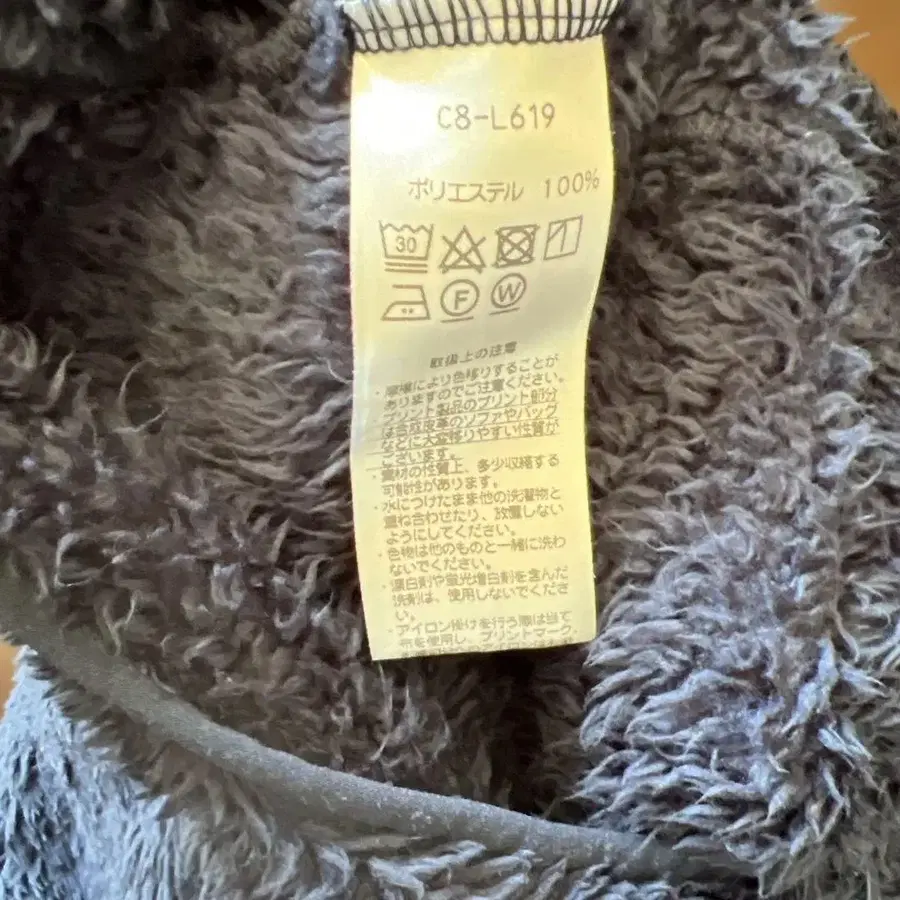 C8-L619
ポリエステル 100%
30
F W
取扱上の注意
・摩擦により色移りすることが
ありますのでご注意ください。
プリント製品のプリント部分
は合成皮革のソファやバッグ
などに大変移りやすい性質が
ございます。
・素材の性質上、多少収縮する
可能性があります。
・水につけたまま他の洗濯物と
重ね合わせたり、放置しない
ようにしてください。
・色物は他のものと一緒に洗わ
ないでください。
・漂白剤や蛍光増白剤を含んだ
洗剤は、使用しないでくださ
い。
・アイロン掛けを行う際は当て
布を使用し、プリントマーク